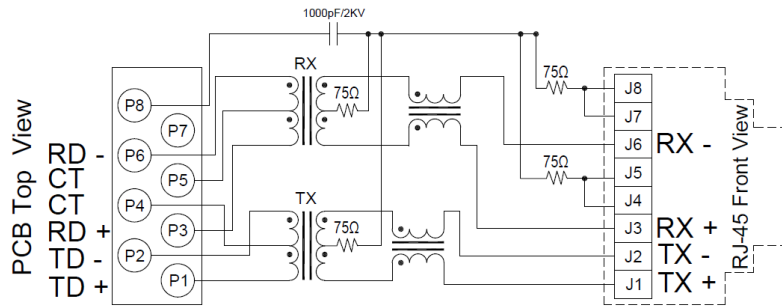 1000pF/2KV
RX
75Ω
75Ω
P8
J8
P7
J7
PCB Top View
RD -
P6
J6
RX -
RJ-45 Front View
CT
P5
75Ω
J5
CT
P4
J4
RD +
P3
TX
75Ω
J3
RX +
TD -
P2
J2
TX -
TD +
P1
J1
TX +